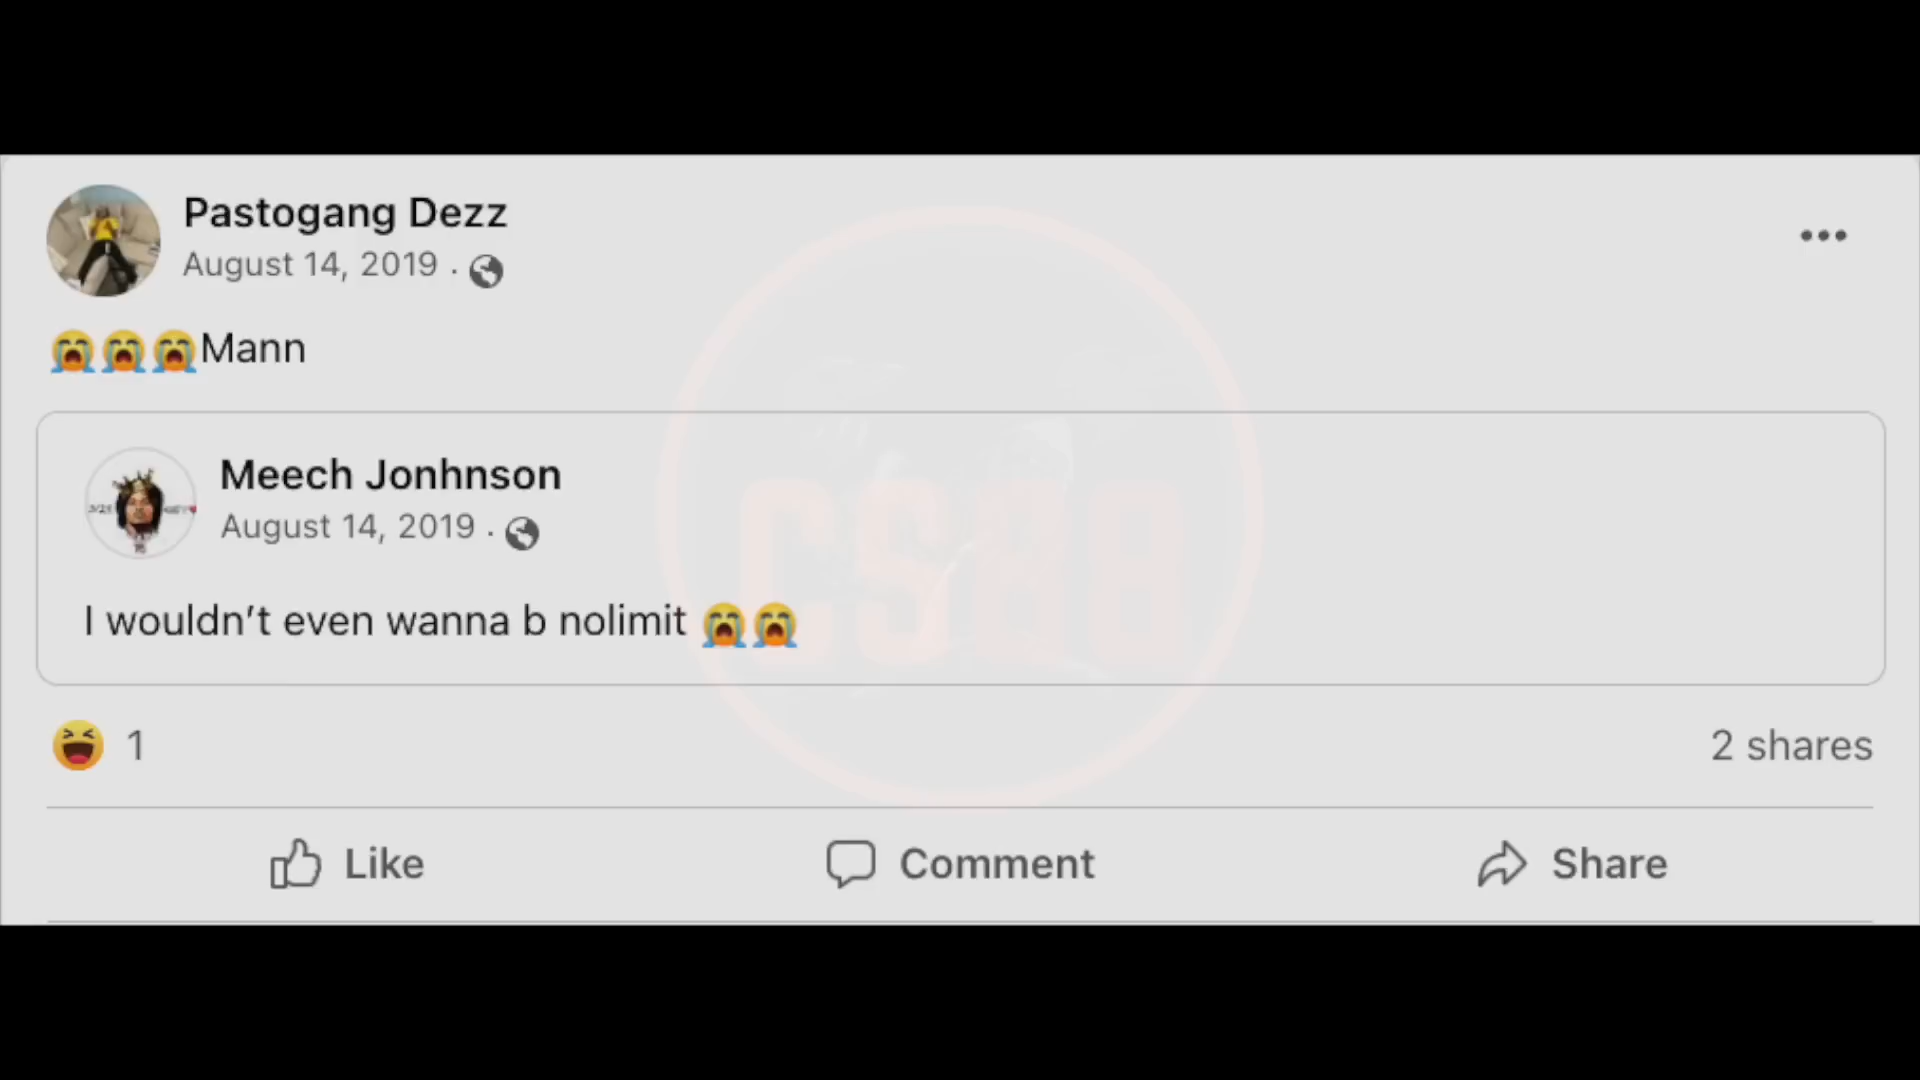 Pastogang Dezz
August 14, 2019 ·
😭😭😭Mann
Meech Jonhnson
August 14, 2019 ·
I wouldn’t even wanna b nolimit 😭😭
1
2 shares
Like
Comment
Share